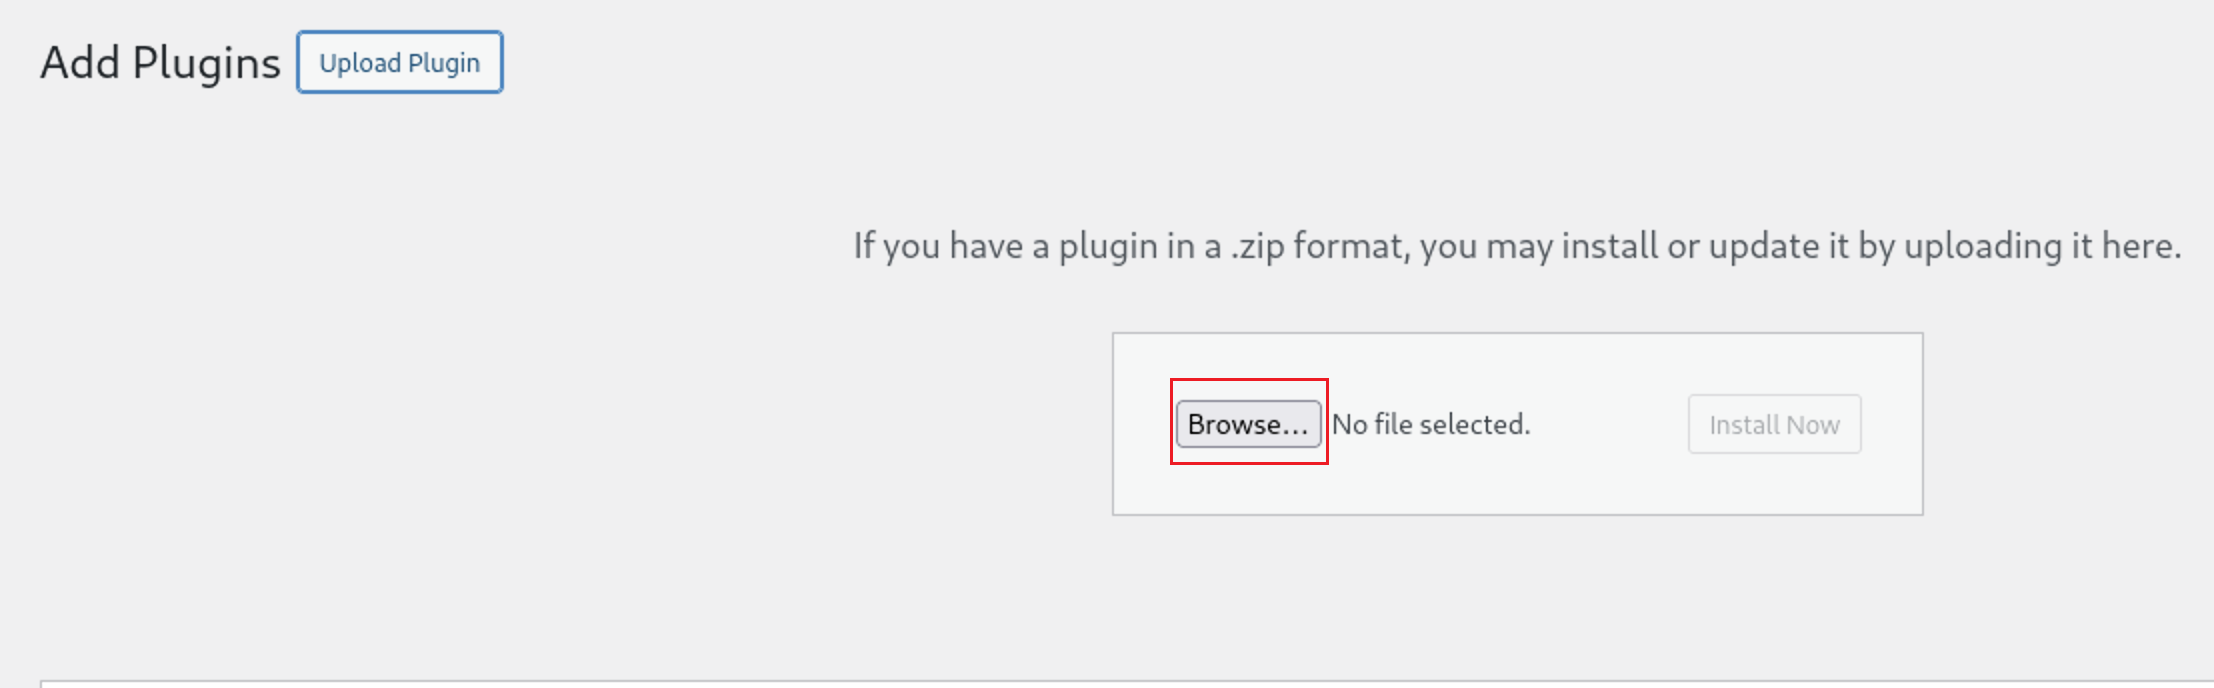 Add Plugins Upload Plugin
If you have a plugin in a .zip format, you may install or update it by uploading it here.
Browse... No file selected. Install Now